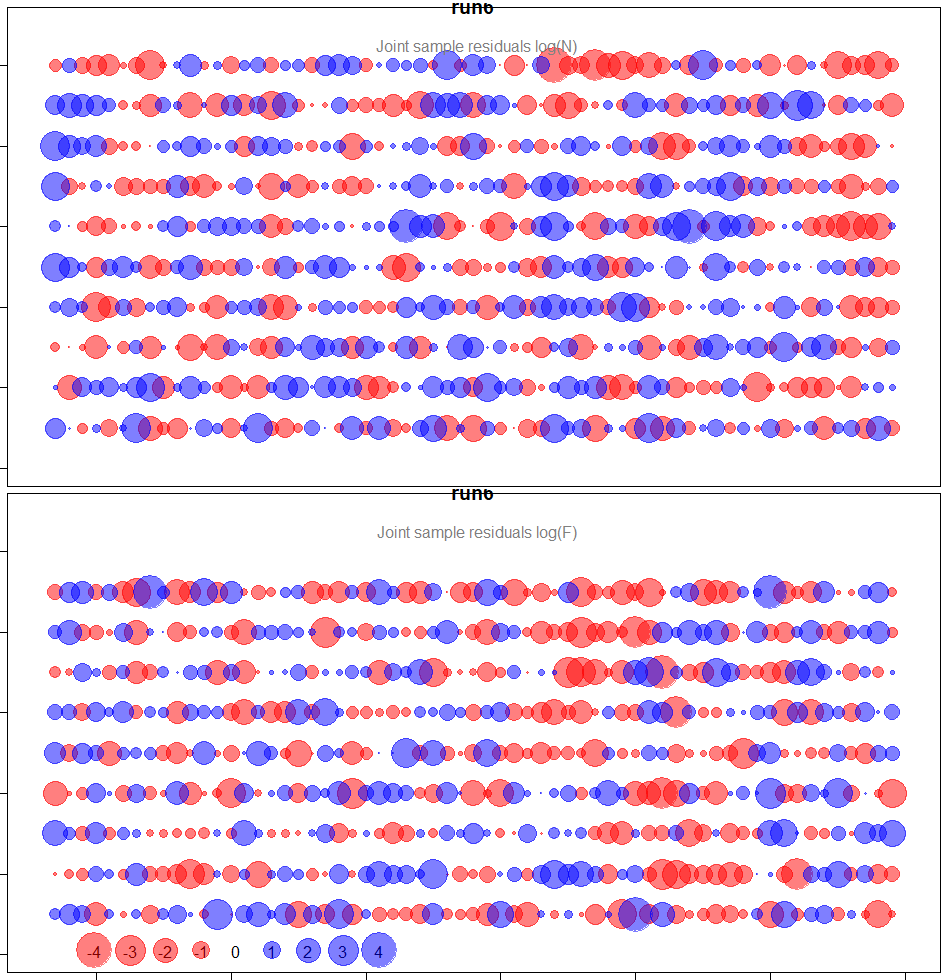 run6
Joint sample residuals log(N)
run6
Joint sample residuals log(F)
-4 -3 -2 -1 0 1 2 3 4